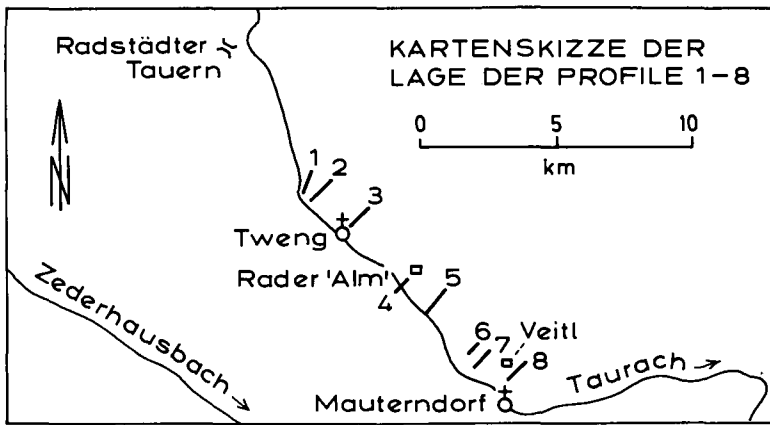 Radstädter
Tauern
KARTENSKIZZE DER
LAGE DER PROFILE 1-8
0 5 10
km
N
1
2
3
Tweng
Rader 'Alm'
4
5
Zederhausbach
6
7
Veitl
8
Taurach
Mauterndorf